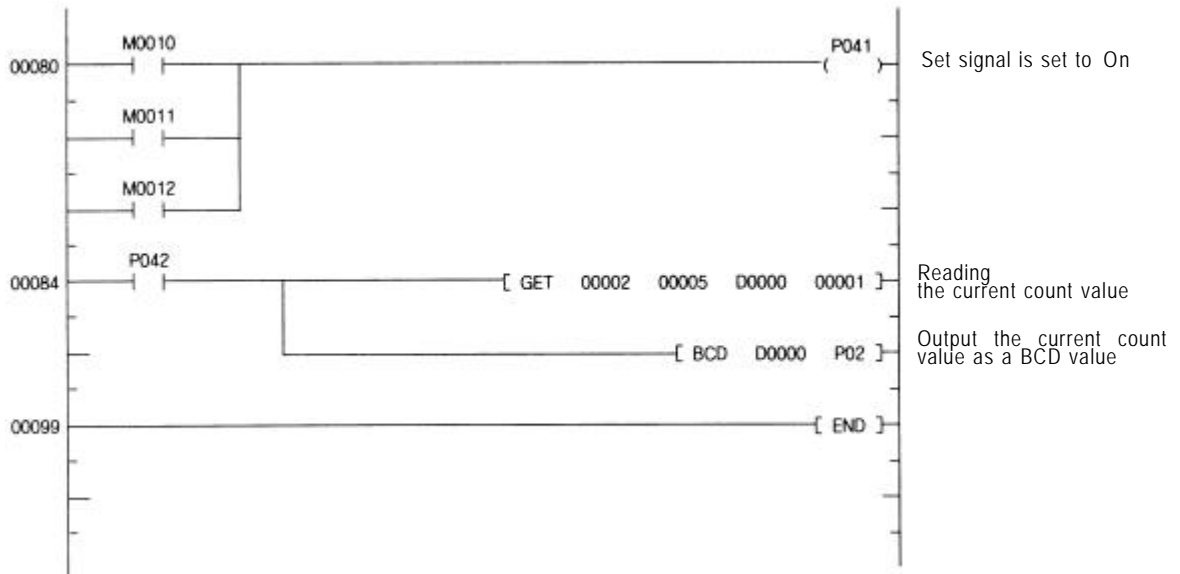 M0010
P041
00080
( )
Set signal is set to On
M0011
M0012
P042
00084
[ GET 00002 00005 D0000 00001 ]
Reading
the current count value
[ BCD D0000 P02 ]
Output the current count
value as a BCD value
00099
[ END ]